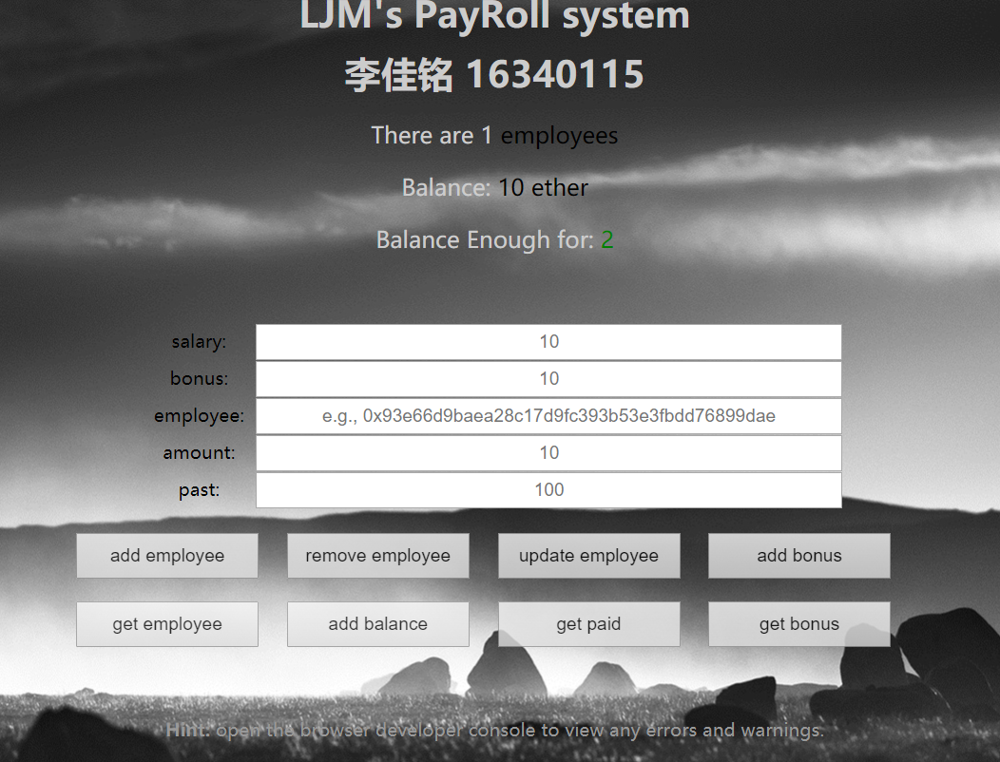 LJM's PayRoll system
李佳铭 16340115
There are 1 employees
Balance: 10 ether
Balance Enough for: 2
salary: 10
bonus: 10
employee: e.g., 0x93e66d9baea28c17d9fc393b53e3fbdd76899dae
amount: 10
past: 100
add employee remove employee update employee add bonus
get employee add balance get paid get bonus
Hint: open the browser developer console to view any errors and warnings.